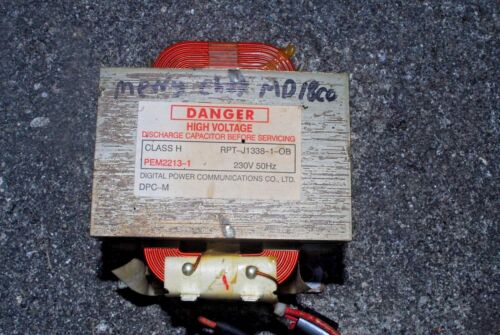 MD1800
DANGER
HIGH VOLTAGE
DISCHARGE CAPACITOR BEFORE SERVICING
CLASS H RPT-J1338-1-OB
PEM2213-1 230V 50Hz
DIGITAL POWER COMMUNICATIONS CO., LTD.
DPC-M